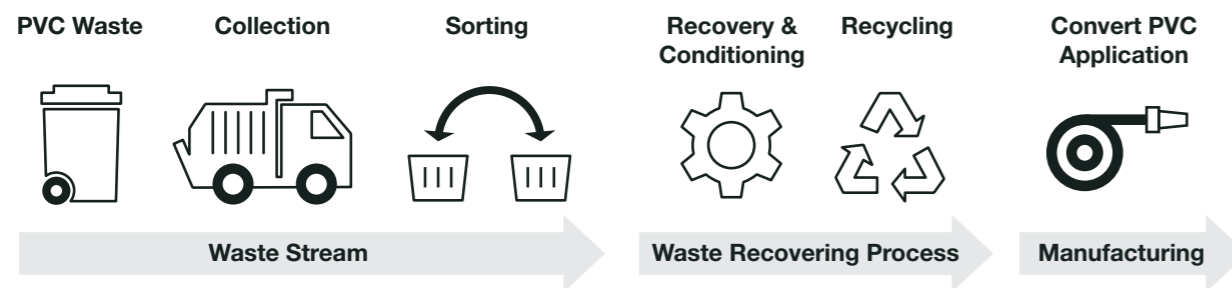 PVC Waste
Collection
Sorting
Recovery &
Conditioning
Recycling
Convert PVC
Application
Waste Stream
Waste Recovering Process
Manufacturing